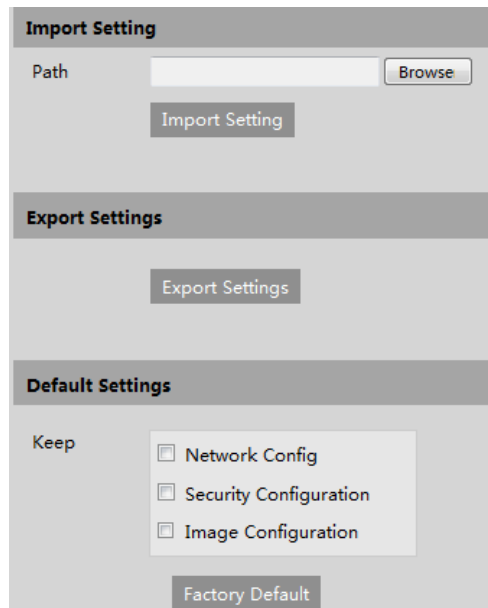 Import Setting
Path Browse
Import Setting
Export Settings
Export Settings
Default Settings
Keep
Network Config
Security Configuration
Image Configuration
Factory Default